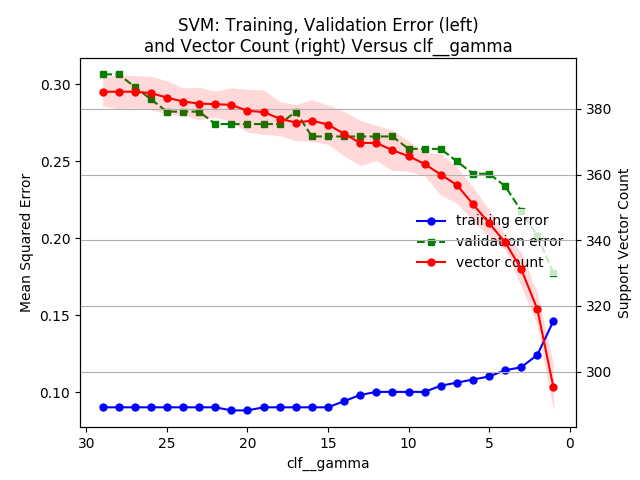 SVM: Training, Validation Error (left)
and Vector Count (right) Versus clf__gamma
0.30
0.25
0.20
0.15
0.10
Mean Squared Error
380
360
340
320
300
Support Vector Count
training error
validation error
vector count
30 25 20 15 10 5 0
clf__gamma